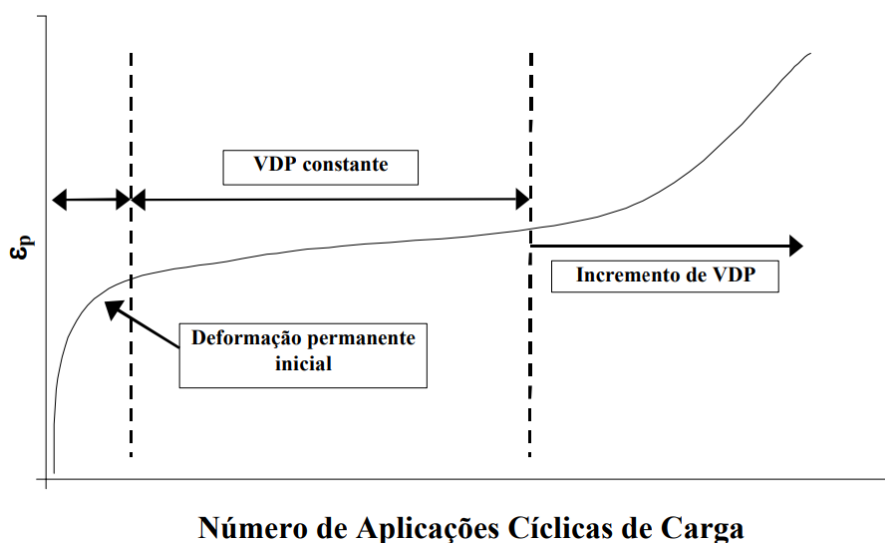 VDP constante
εp
Incremento de VDP
Deformação permanente
inicial
Número de Aplicações Cíclicas de Carga